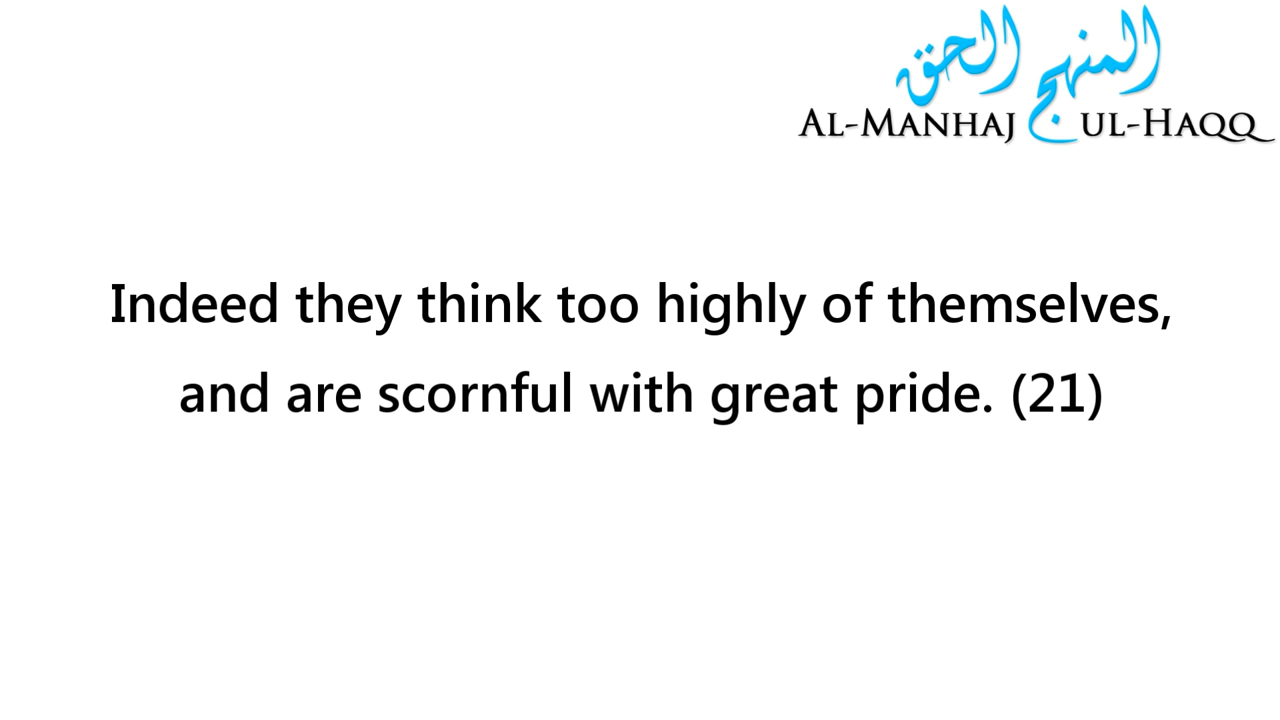 المنهج الحق
AL-MANHAJ UL-HAQQ
Indeed they think too highly of themselves,
and are scornful with great pride. (21)